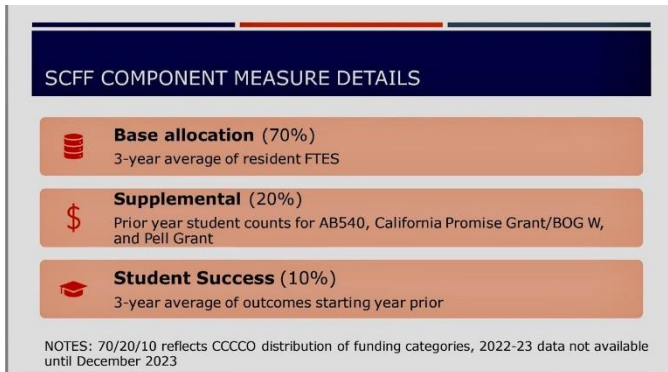 SCFF COMPONENT MEASURE DETAILS
Base allocation (70%)
3-year average of resident FTES
$
Supplemental (20%)
Prior year student counts for AB540, California Promise Grant/BOG W,
and Pell Grant
Student Success (10%)
3-year average of outcomes starting year prior
NOTES: 70/20/10 reflects CCCCO distribution of funding categories, 2022-23 data not available
until December 2023